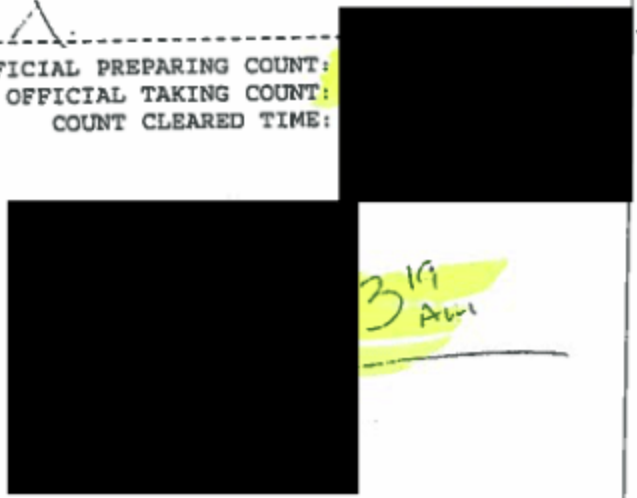 FICIAL PREPARING COUNT:
OFFICIAL TAKING COUNT:
COUNT CLEARED TIME:
3 19
AM